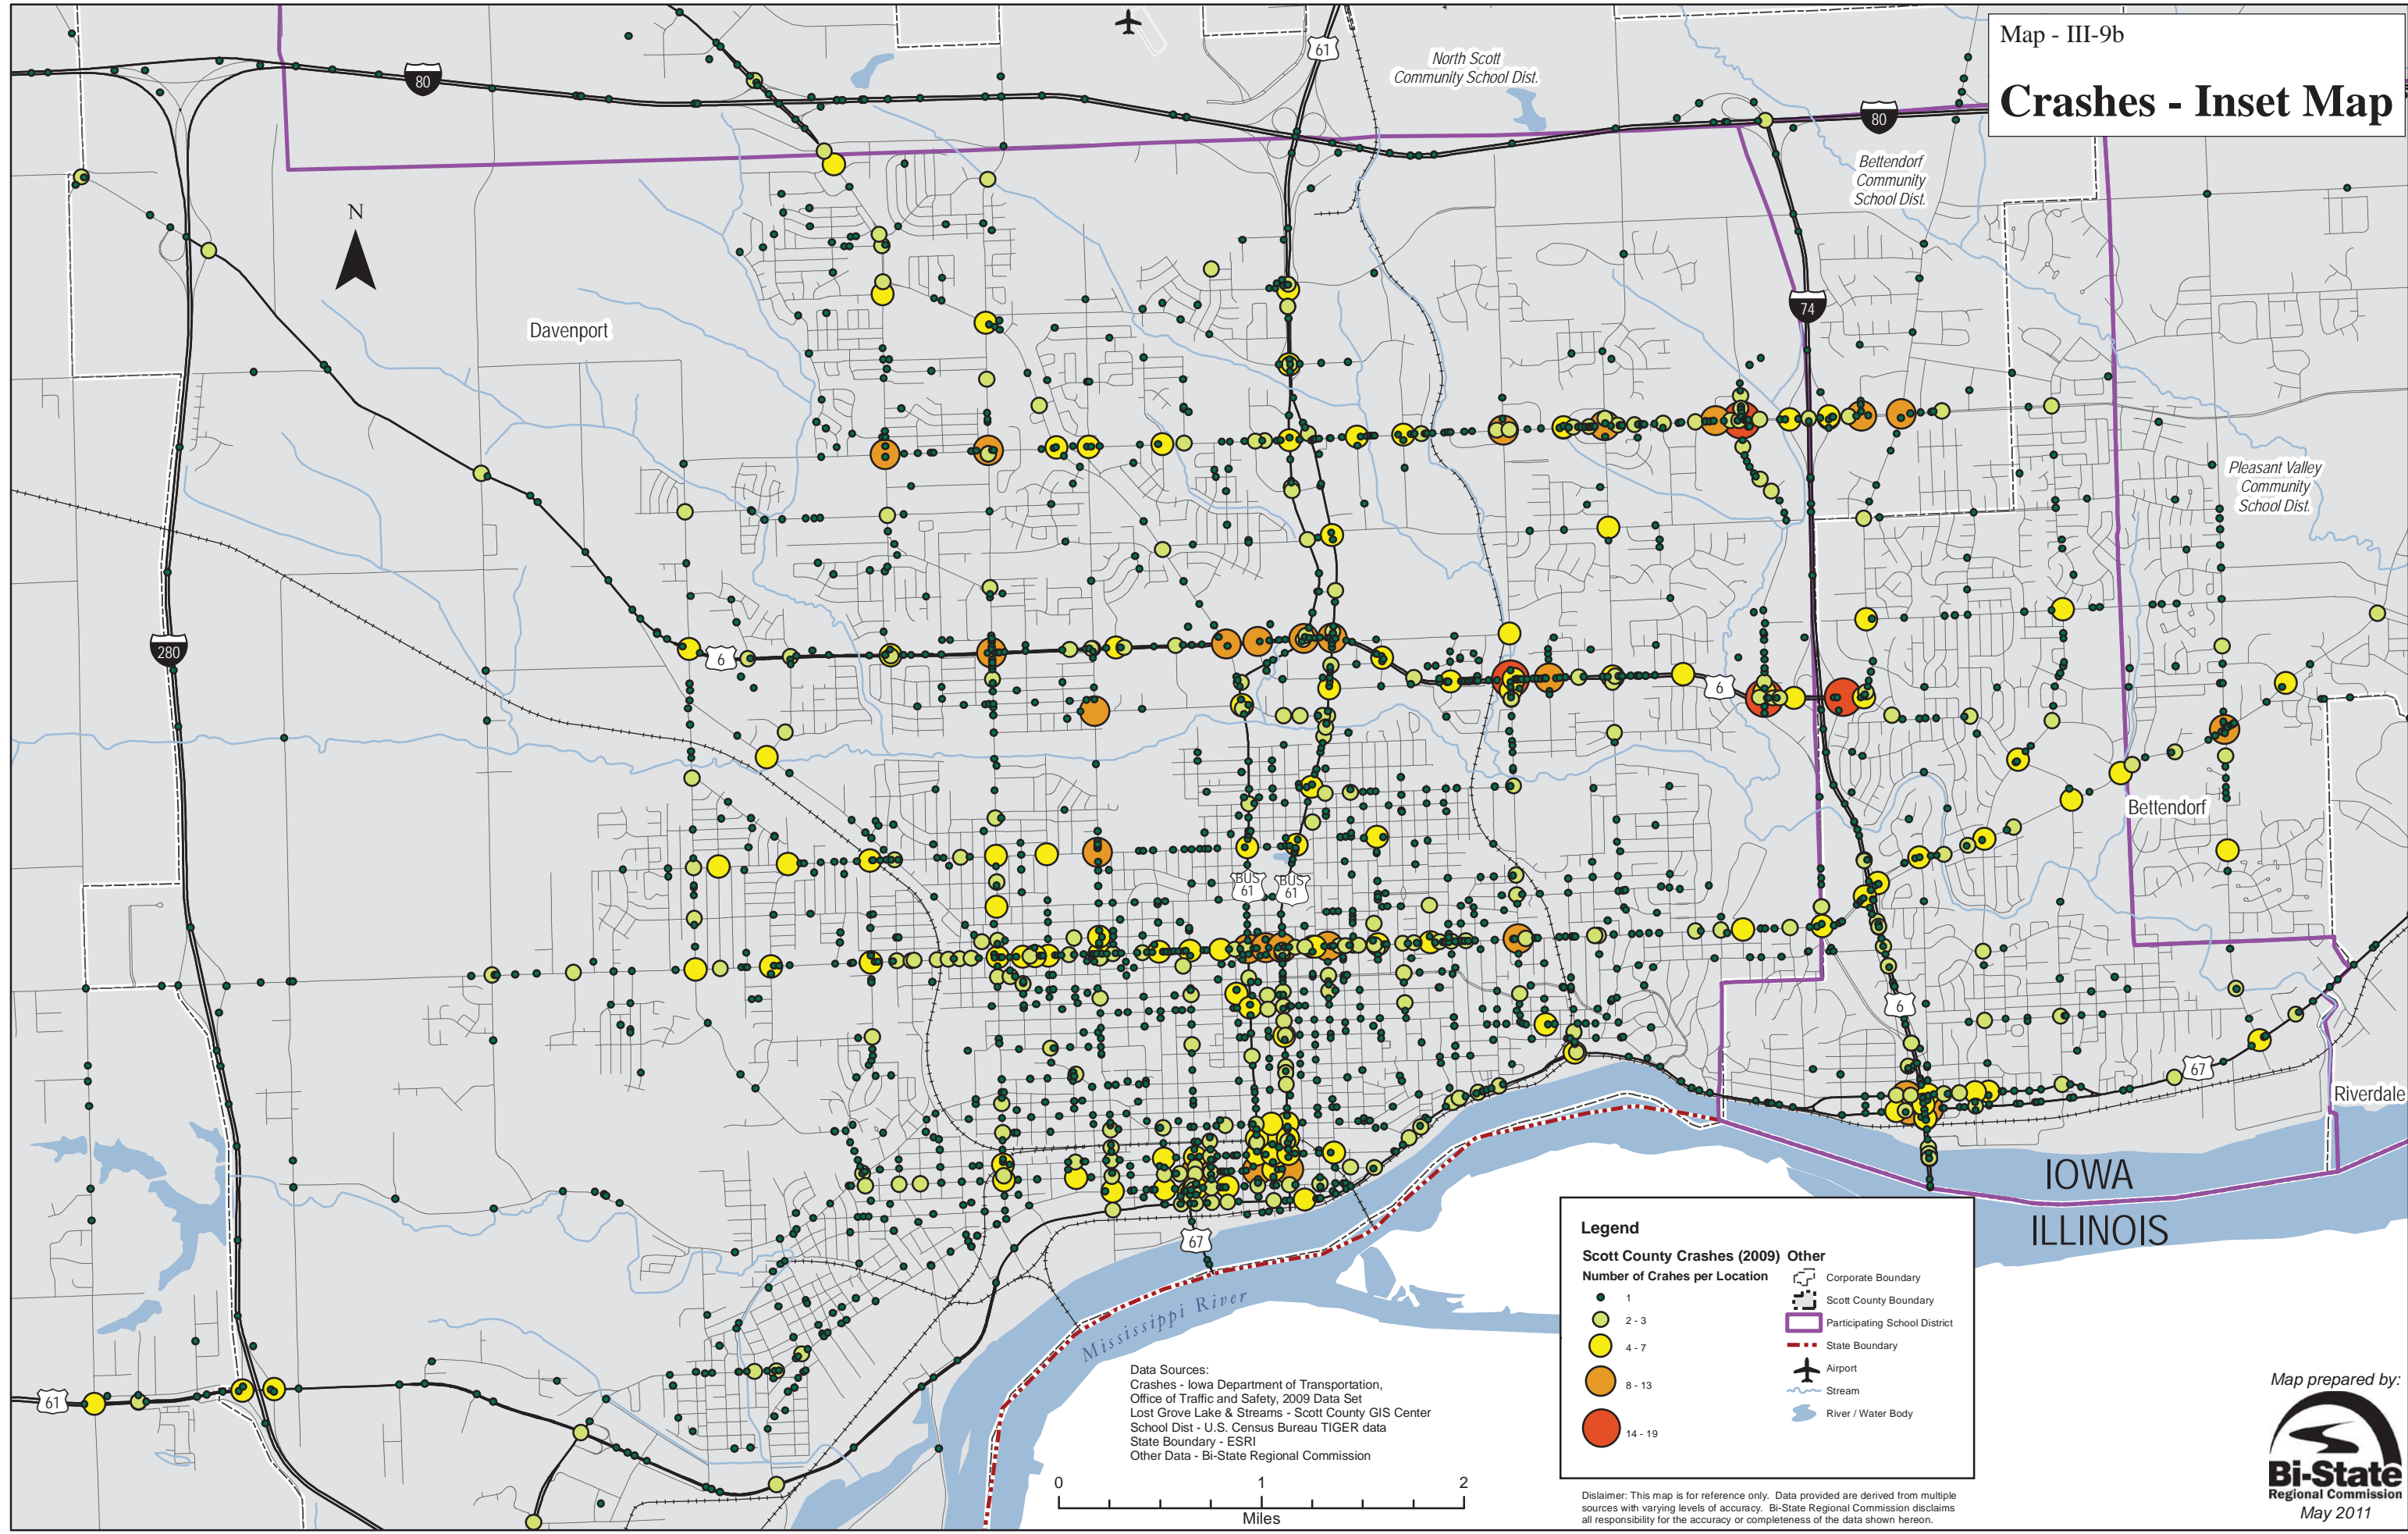 Map - III-9b
Crashes - Inset Map
61
North Scott
Community School Dist.
80
80
Bettendorf
Community
School Dist.
N
74
Davenport
Pleasant Valley
Community
School Dist.
280
6
6
Bettendorf
BUS
61
BUS
61
6
67
Riverdale
IOWA
ILLINOIS
67
Mississippi River
61
Legend
Scott County Crashes (2009)
Number of Crahes per Location
1
2 - 3
4 - 7
8 - 13
14 - 19
Other
Corporate Boundary
Scott County Boundary
Participating School District
State Boundary
Airport
Stream
River / Water Body
Data Sources:
Crashes - Iowa Department of Transportation,
Office of Traffic and Safety, 2009 Data Set
Lost Grove Lake & Streams - Scott County GIS Center
School Dist - U.S. Census Bureau TIGER data
State Boundary - ESRI
Other Data - Bi-State Regional Commission
0 1 2
Miles
Dislaimer: This map is for reference only. Data provided are derived from multiple
sources with varying levels of accuracy. Bi-State Regional Commission disclaims
all responsibility for the accuracy or completeness of the data shown hereon.
Map prepared by:
Bi-State
Regional Commission
May 2011